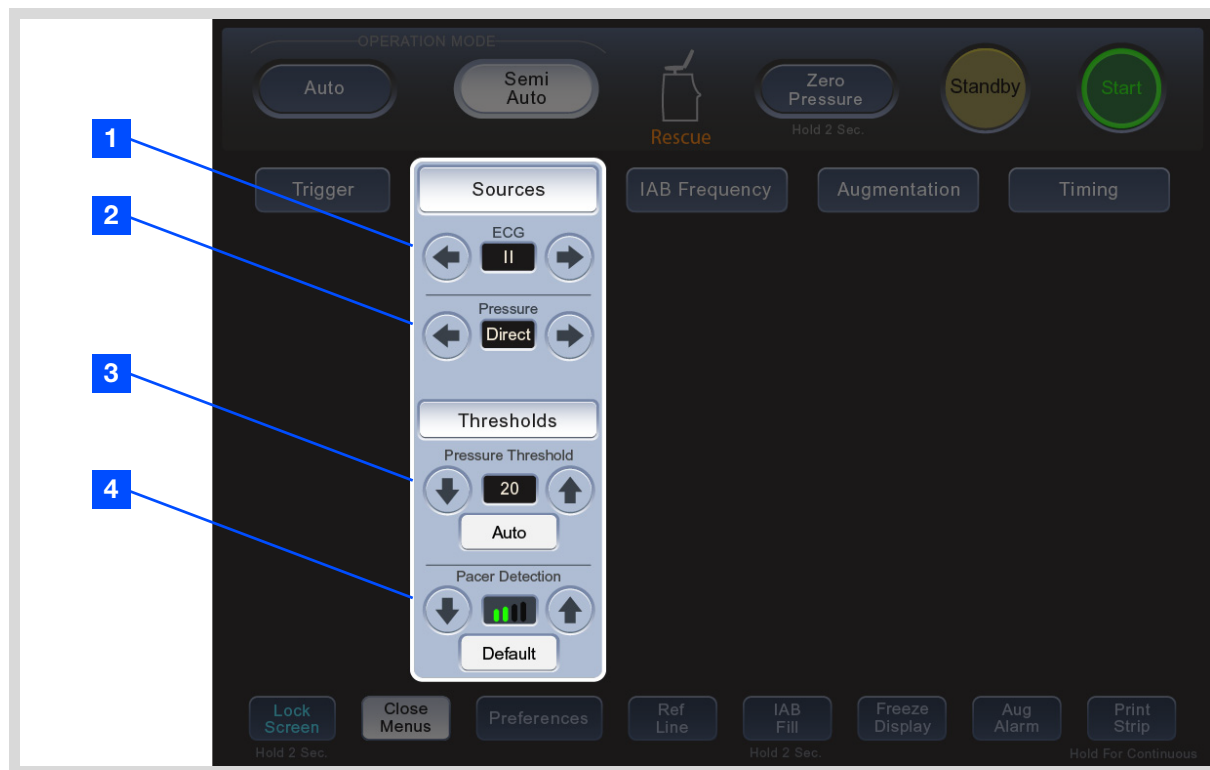 OPERATION MODE
Auto
Semi
Auto
Rescue
Zero
Pressure
Hold 2 Sec.
Standby
Start
1
2
3
4
Trigger
Sources
IAB Frequency
Augmentation
Timing
ECG
II
Pressure
Direct
Thresholds
Pressure Threshold
20
Auto
Pacer Detection
Default
Lock
Screen
Hold 2 Sec.
Close
Menus
Preferences
Ref
Line
IAB
Fill
Hold 2 Sec.
Freeze
Display
Aug
Alarm
Print
Strip
Hold For Continuous